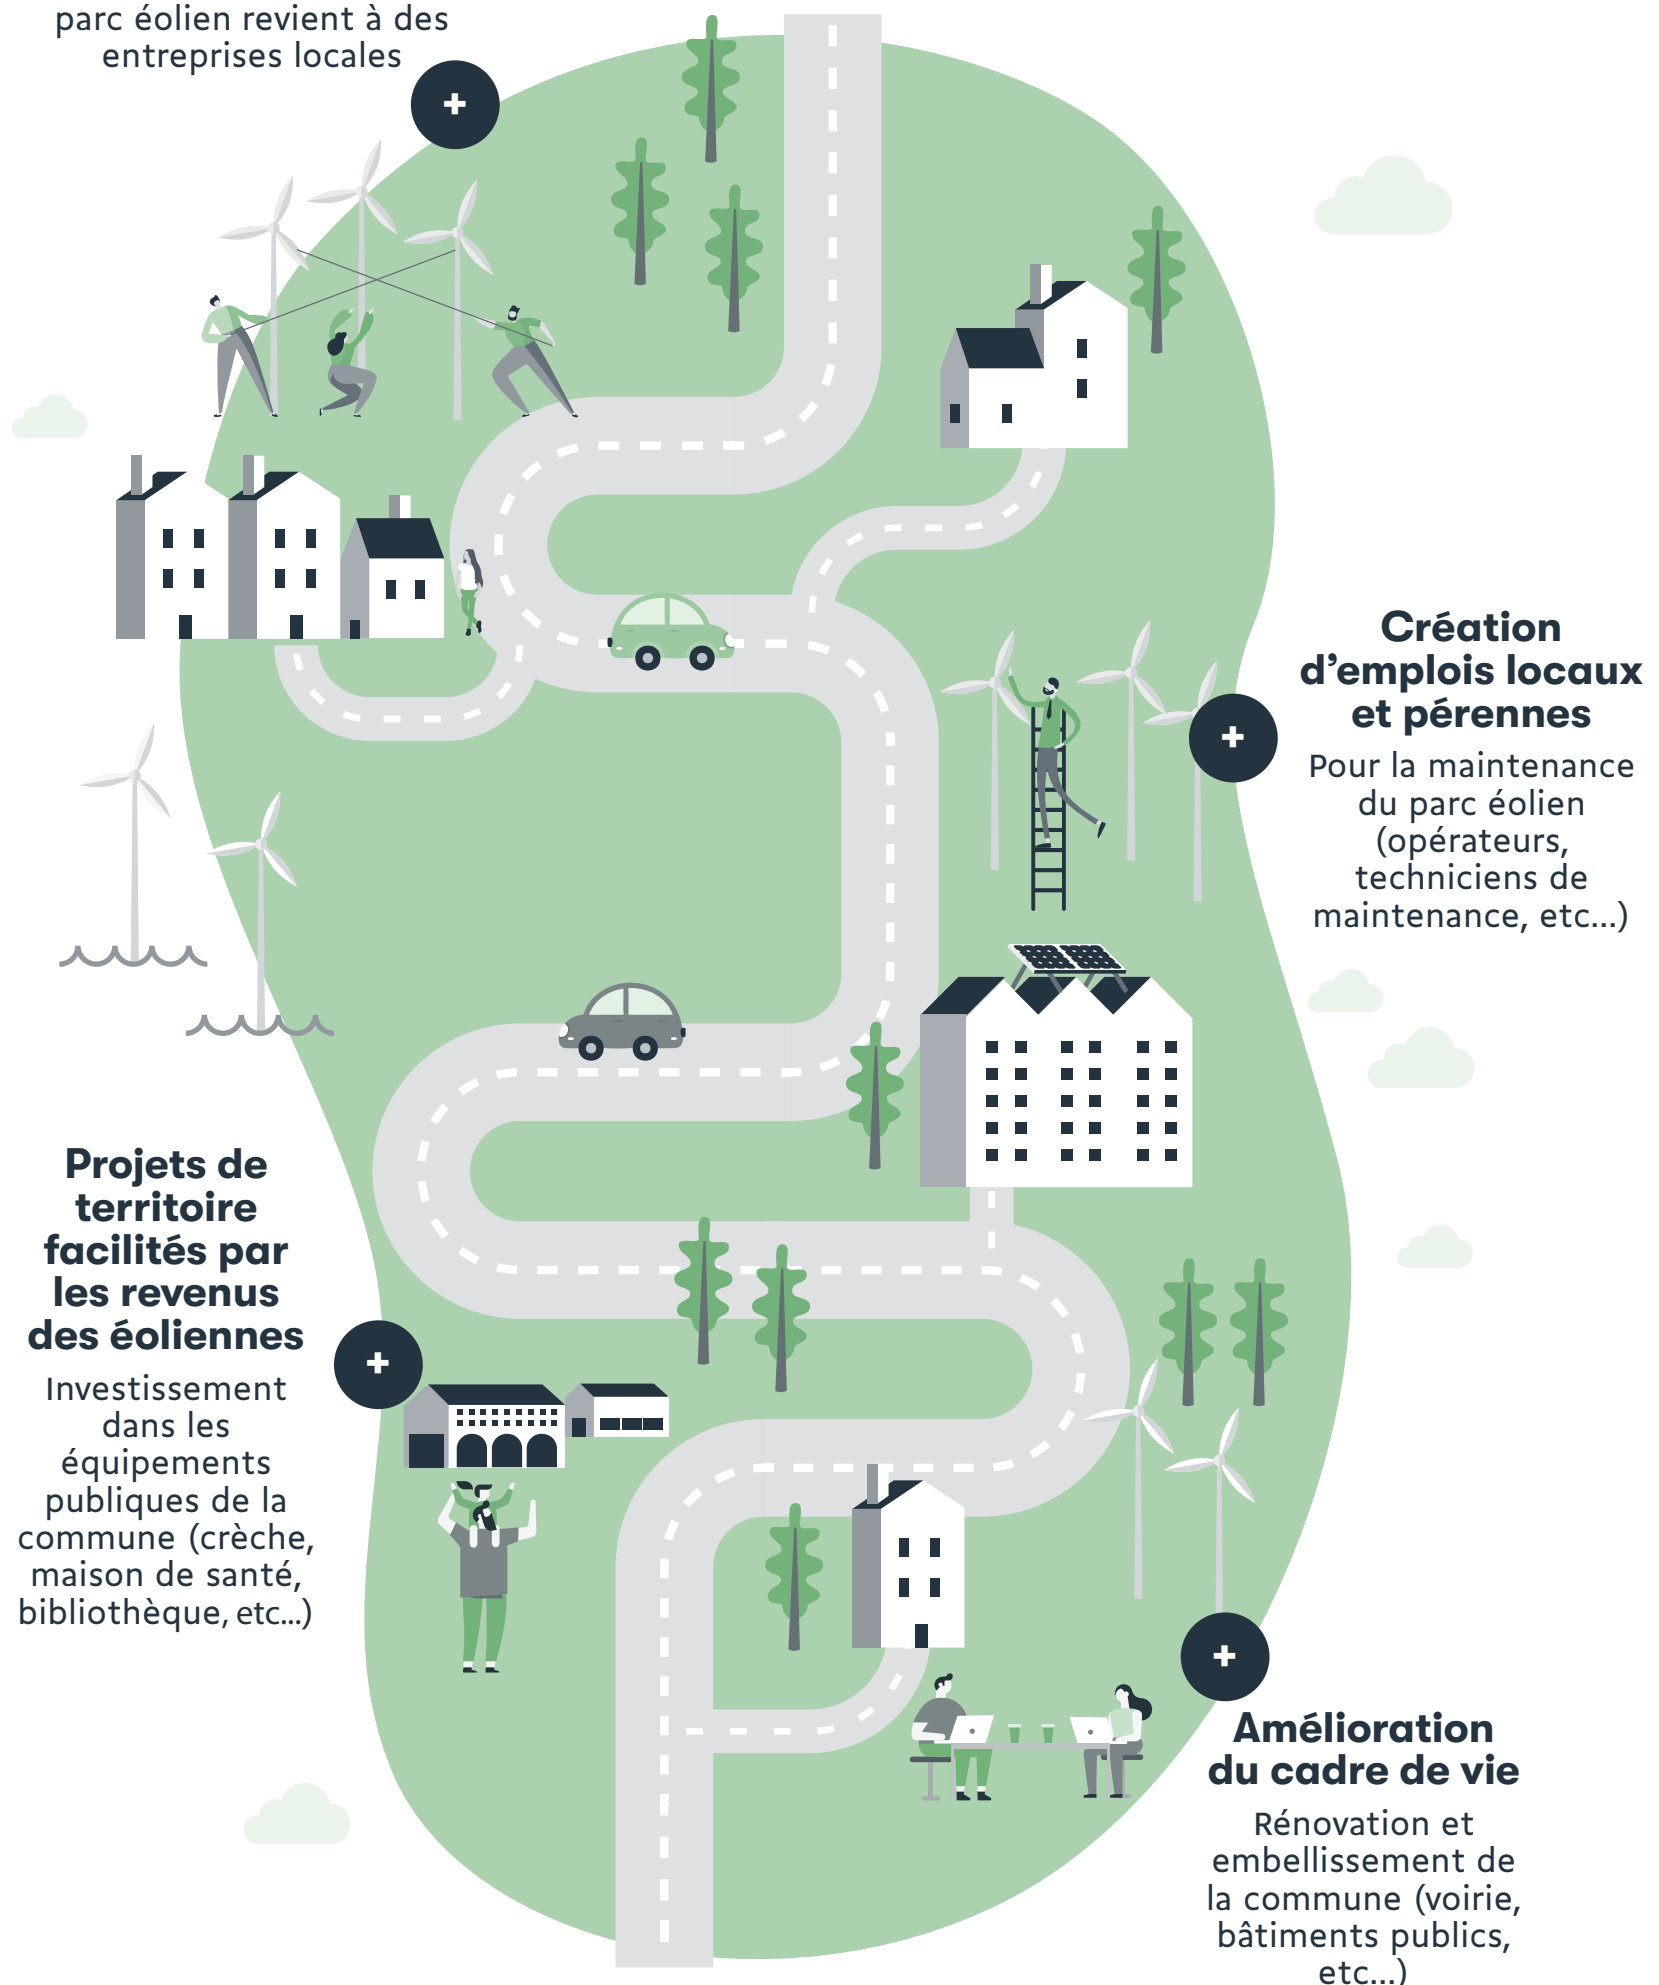 parc éolien revient à des
entreprises locales
+
Création
d’emplois locaux
et pérennes
+
Pour la maintenance
du parc éolien
(opérateurs,
techniciens de
maintenance, etc...)
Projets de
territoire
facilités par
les revenus
des éoliennes
+
Investissement
dans les
équipements
publiques de la
commune (crèche,
maison de santé,
bibliothèque, etc...)
+
Amélioration
du cadre de vie
Rénovation et
embellissement de
la commune (voirie,
bâtiments publics,
etc...)